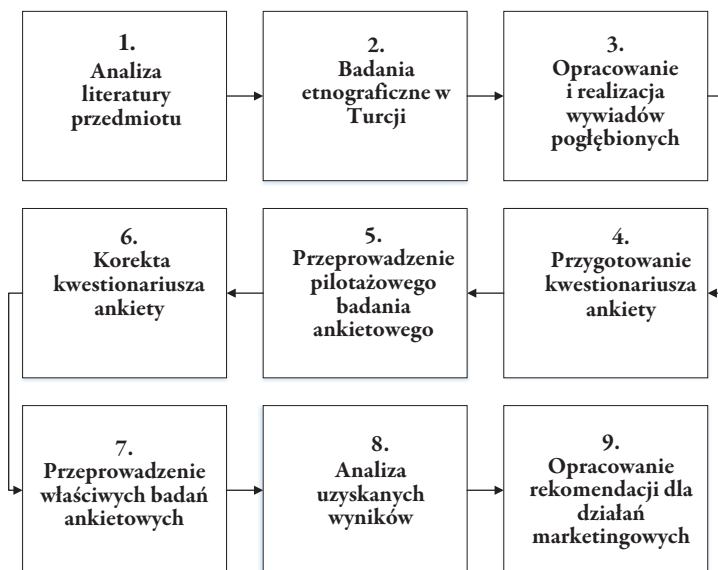 1.
Analiza
literatury
przedmiotu
2.
Badania
etnograficzne w
Turcji
3.
Opracowanie
i realizacja
wywiadów
pogłębionych
4.
Przygotowanie
kwestionariusza
ankiety
5.
Przeprowadzenie
pilotażowego
badania
ankietowego
6.
Korekta
kwestionariusza
ankiety
7.
Przeprowadzenie
właściwych badań
ankietowych
8.
Analiza
uzyskanych
wyników
9.
Opracowanie
rekomendacji dla
działań
marketingowych